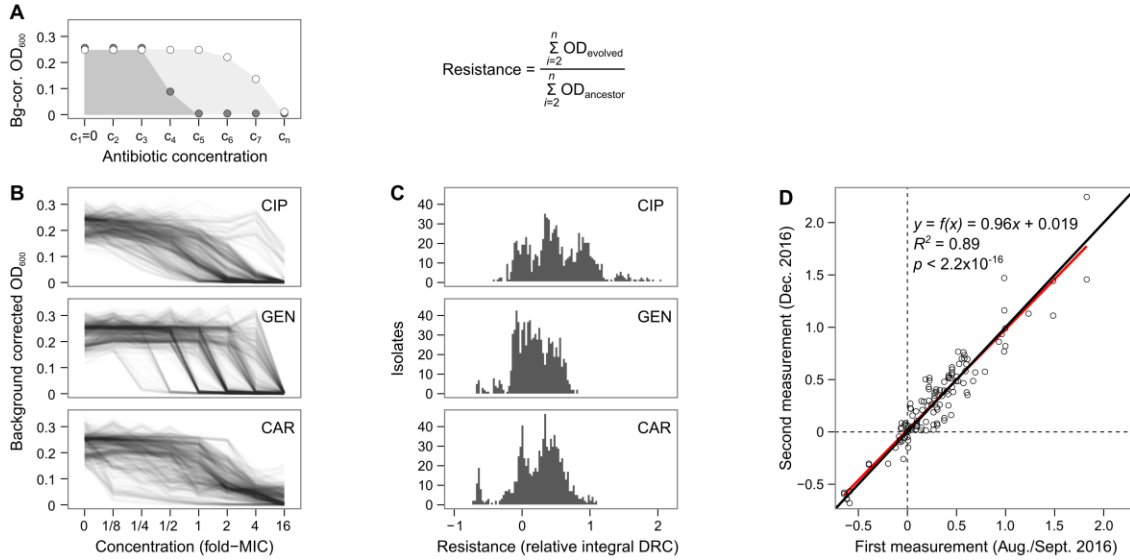 A
Bg-cor. OD600
0.3
0.2
0.1
0
c1=0 c2 c3 c4 c5 c6 c7 cn
Antibiotic concentration
Resistance =
n
Σ ODevolved
i=2
n
Σ ODancestor
i=2
B
Background corrected OD600
CIP
0.3
0.2
0.1
0
GEN
0.3
0.2
0.1
0
CAR
0.3
0.2
0.1
0
0 1/8 1/4 1/2 1 2 4 16
Concentration (fold−MIC)
C
Isolates
CIP
40
30
20
10
0
GEN
40
30
20
10
0
CAR
40
30
20
10
0
−1 0 1 2
Resistance (relative integral DRC)
D
Second measurement (Dec. 2016)
y = f(x) = 0.96x + 0.019
R2 = 0.89
p < 2.2x10-16
2.0
1.5
1.0
0.5
0
−0.5
−0.5 0 0.5 1.0 1.5 2.0
First measurement (Aug./Sept. 2016)